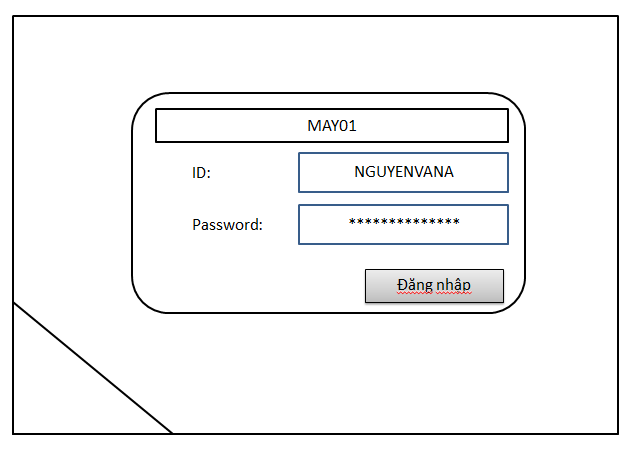 MAY01
ID:
NGUYENVANA
Password:
**************
Đăng nhập